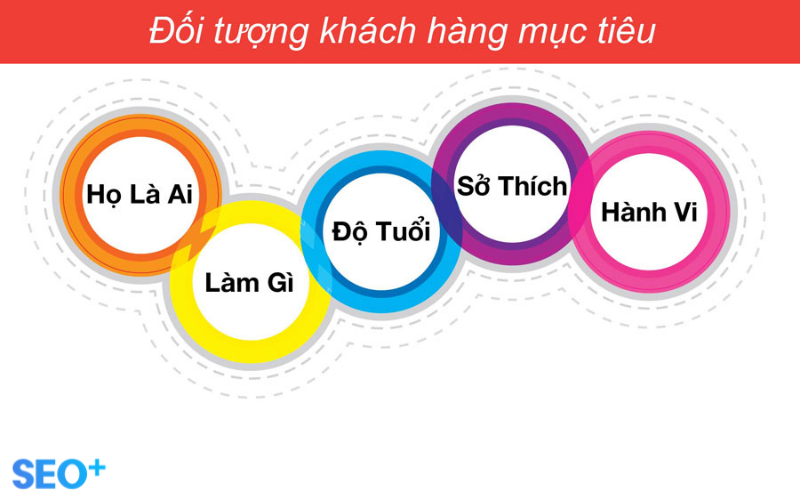 Đối tượng khách hàng mục tiêu
Họ Là Ai
Làm Gì
Độ Tuổi
Sở Thích
Hành Vi
SEO+